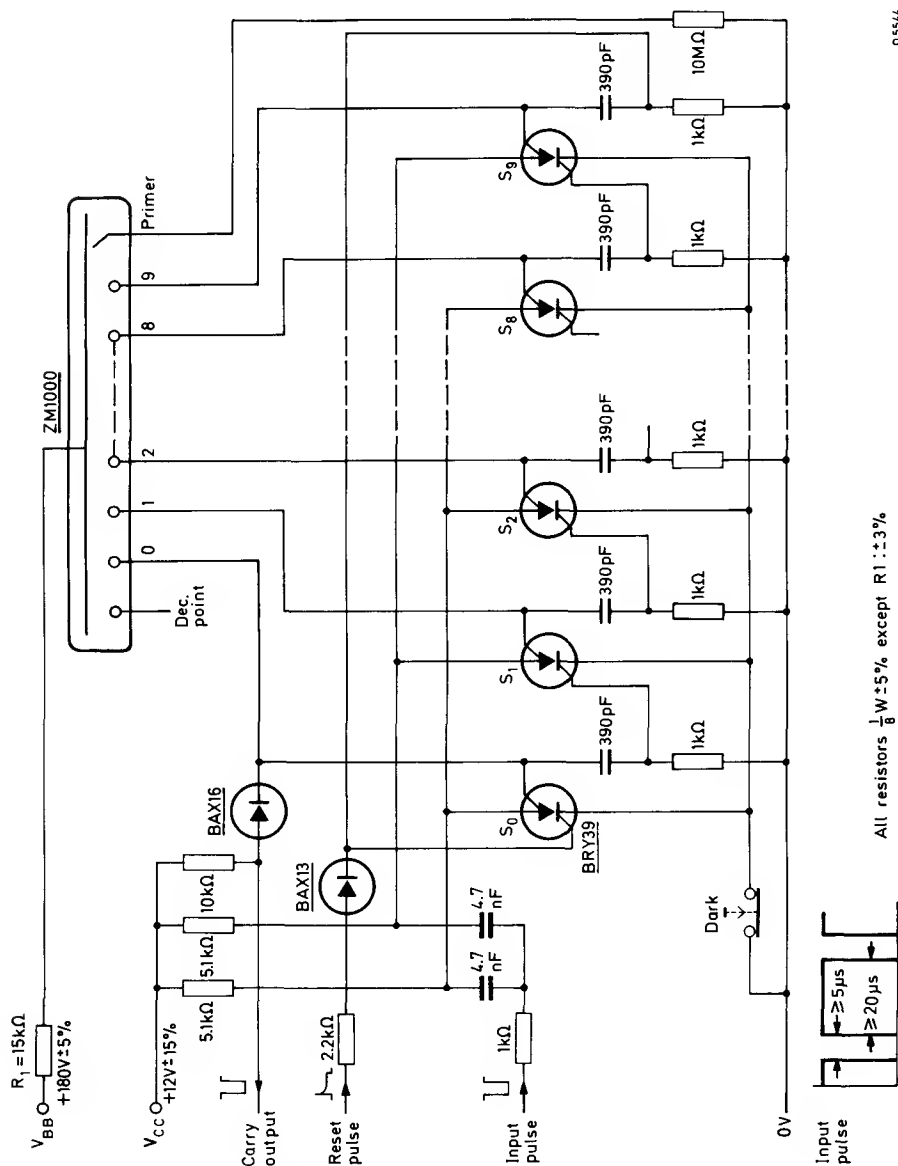 ZM1000
Primer
Dec. point
0
1
2
8
9
R₁ = 15kΩ
V_BB
+180V±5%
V_CC
+12V±15%
BAX16
10kΩ
5.1kΩ
5.1kΩ
Carry output
BAX13
2.2kΩ
Reset pulse
4.7 nF
4.7 nF
1kΩ
Input pulse
S₀
BRY39
S₁
S₂
S₈
S₉
390pF
390pF
390pF
390pF
390pF
1kΩ
1kΩ
1kΩ
1kΩ
1kΩ
10MΩ
Dark
0V
Input pulse
≥5µs
≥20µs
All resistors 1/8 W±5% except R1:±3%